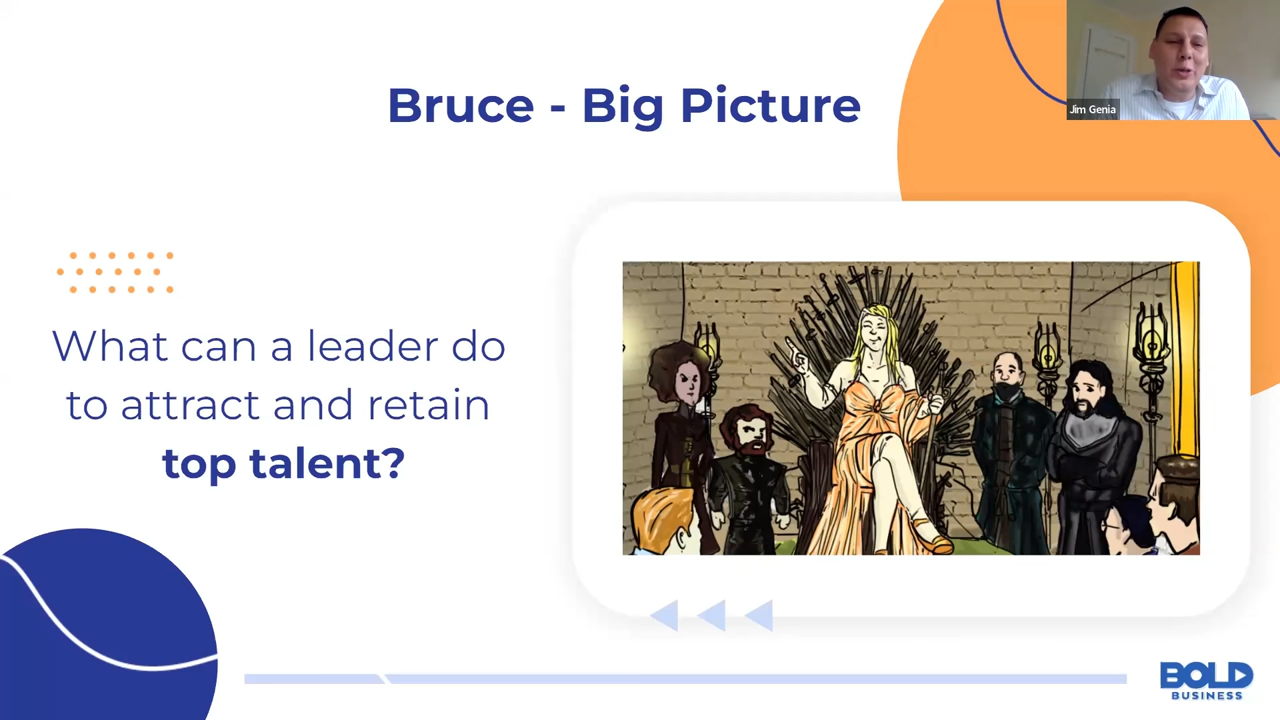 Bruce - Big Picture
Jim Genia
What can a leader do
to attract and retain
top talent?
BOLD
BUSINESS